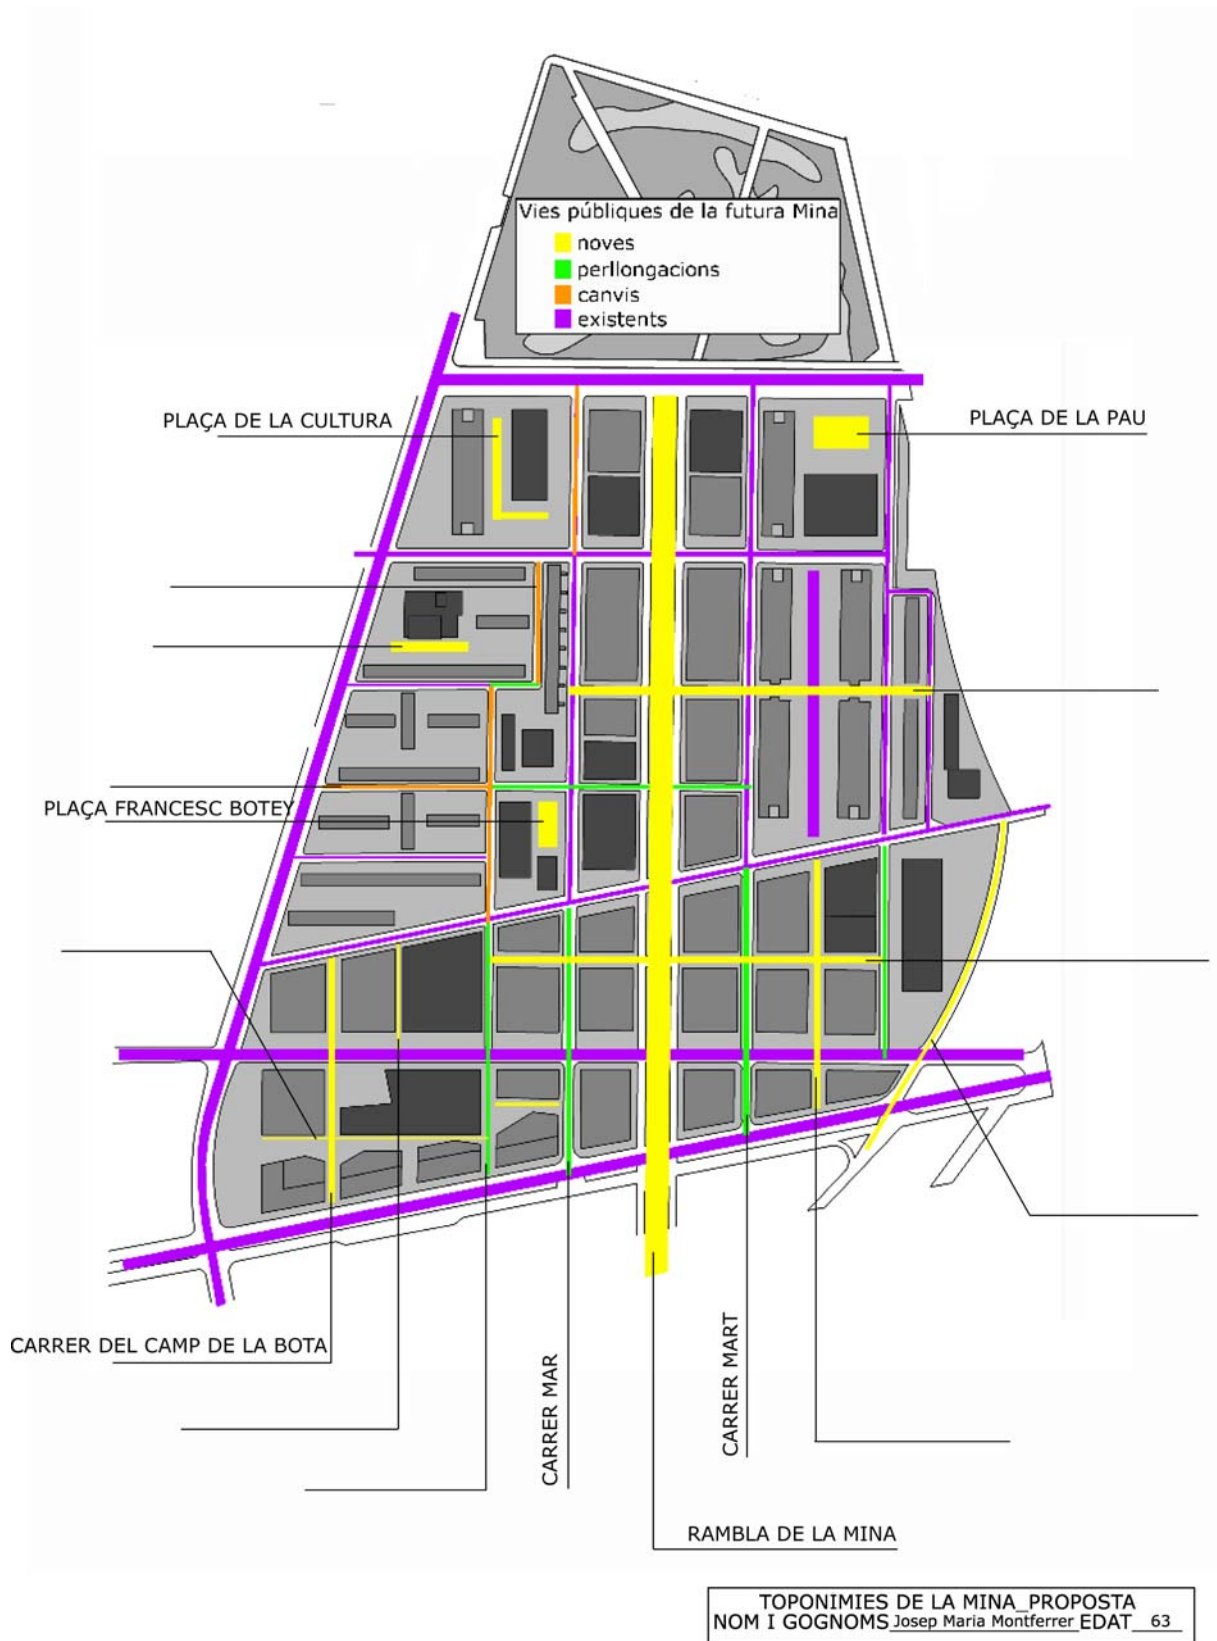 Vies públiques de la futura Mina
noves
perllongacions
canvis
existents
PLAÇA DE LA CULTURA
PLAÇA DE LA PAU
PLAÇA FRANCESC BOTEY
CARRER DEL CAMP DE LA BOTA
CARRER MAR
CARRER MART
RAMBLA DE LA MINA
TOPONIMIES DE LA MINA_PROPOSTA
NOM I GOGNOMS Josep Maria Montferrer EDAT 63